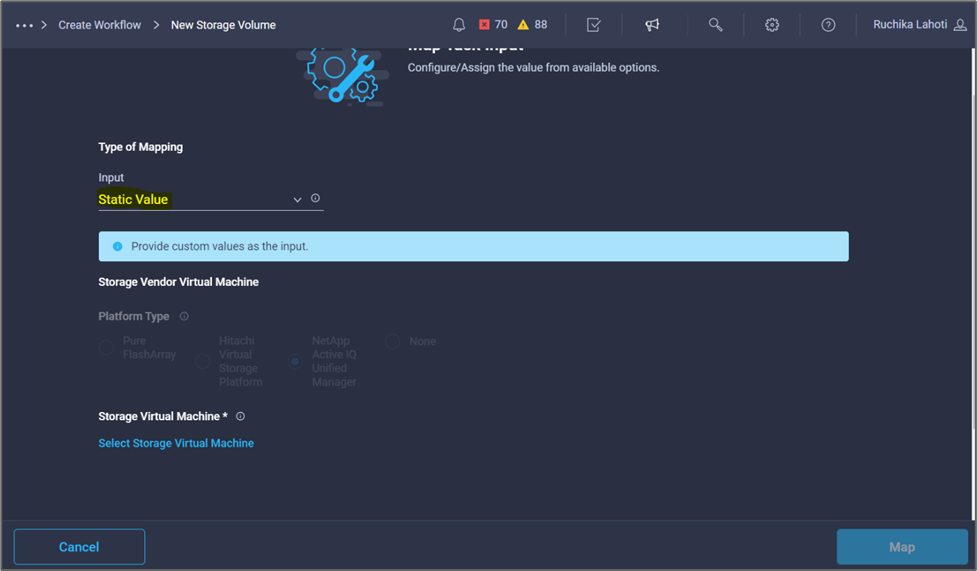 ... > Create Workflow > New Storage Volume 70 88 Ruchika Lahoti
Map Task Input
Configure/Assign the value from available options.
Type of Mapping
Input
Static Value
Provide custom values as the input.
Storage Vendor Virtual Machine
Platform Type
Pure
FlashArray
Hitachi
Virtual
Storage
Platform
NetApp
Active IQ
Unified
Manager
None
Storage Virtual Machine *
Select Storage Virtual Machine
Cancel
Map